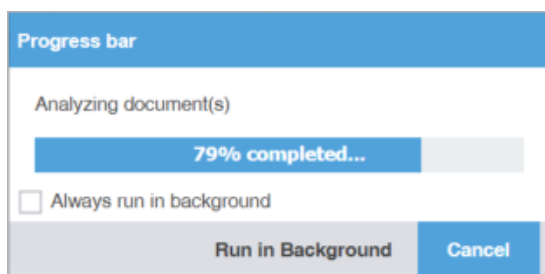 Progress bar
Analyzing document(s)
79% completed...
Always run in background
Run in Background Cancel